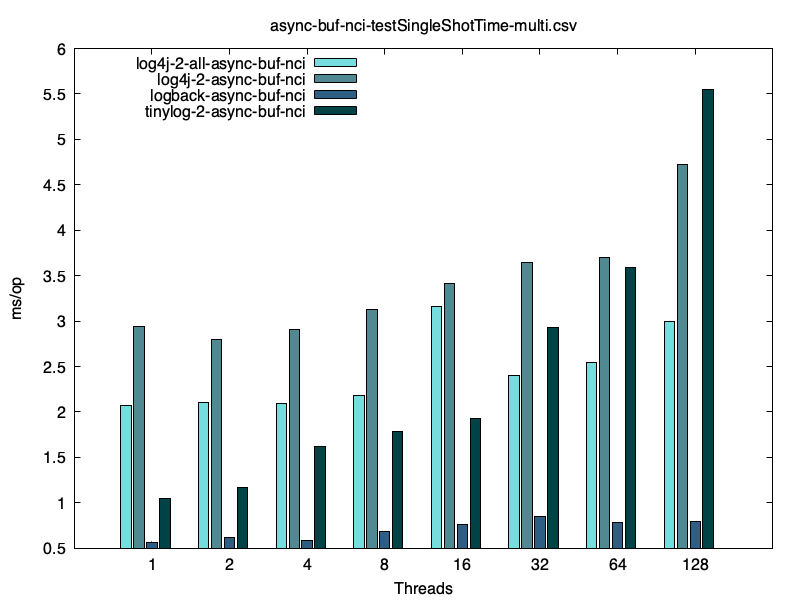 async-buf-nci-testSingleShotTime-multi.csv
log4j-2-all-async-buf-nci
log4j-2-async-buf-nci
logback-async-buf-nci
tinylog-2-async-buf-nci
6
5.5
5
4.5
4
3.5
3
2.5
2
1.5
1
0.5
ms/op
1 2 4 8 16 32 64 128
Threads